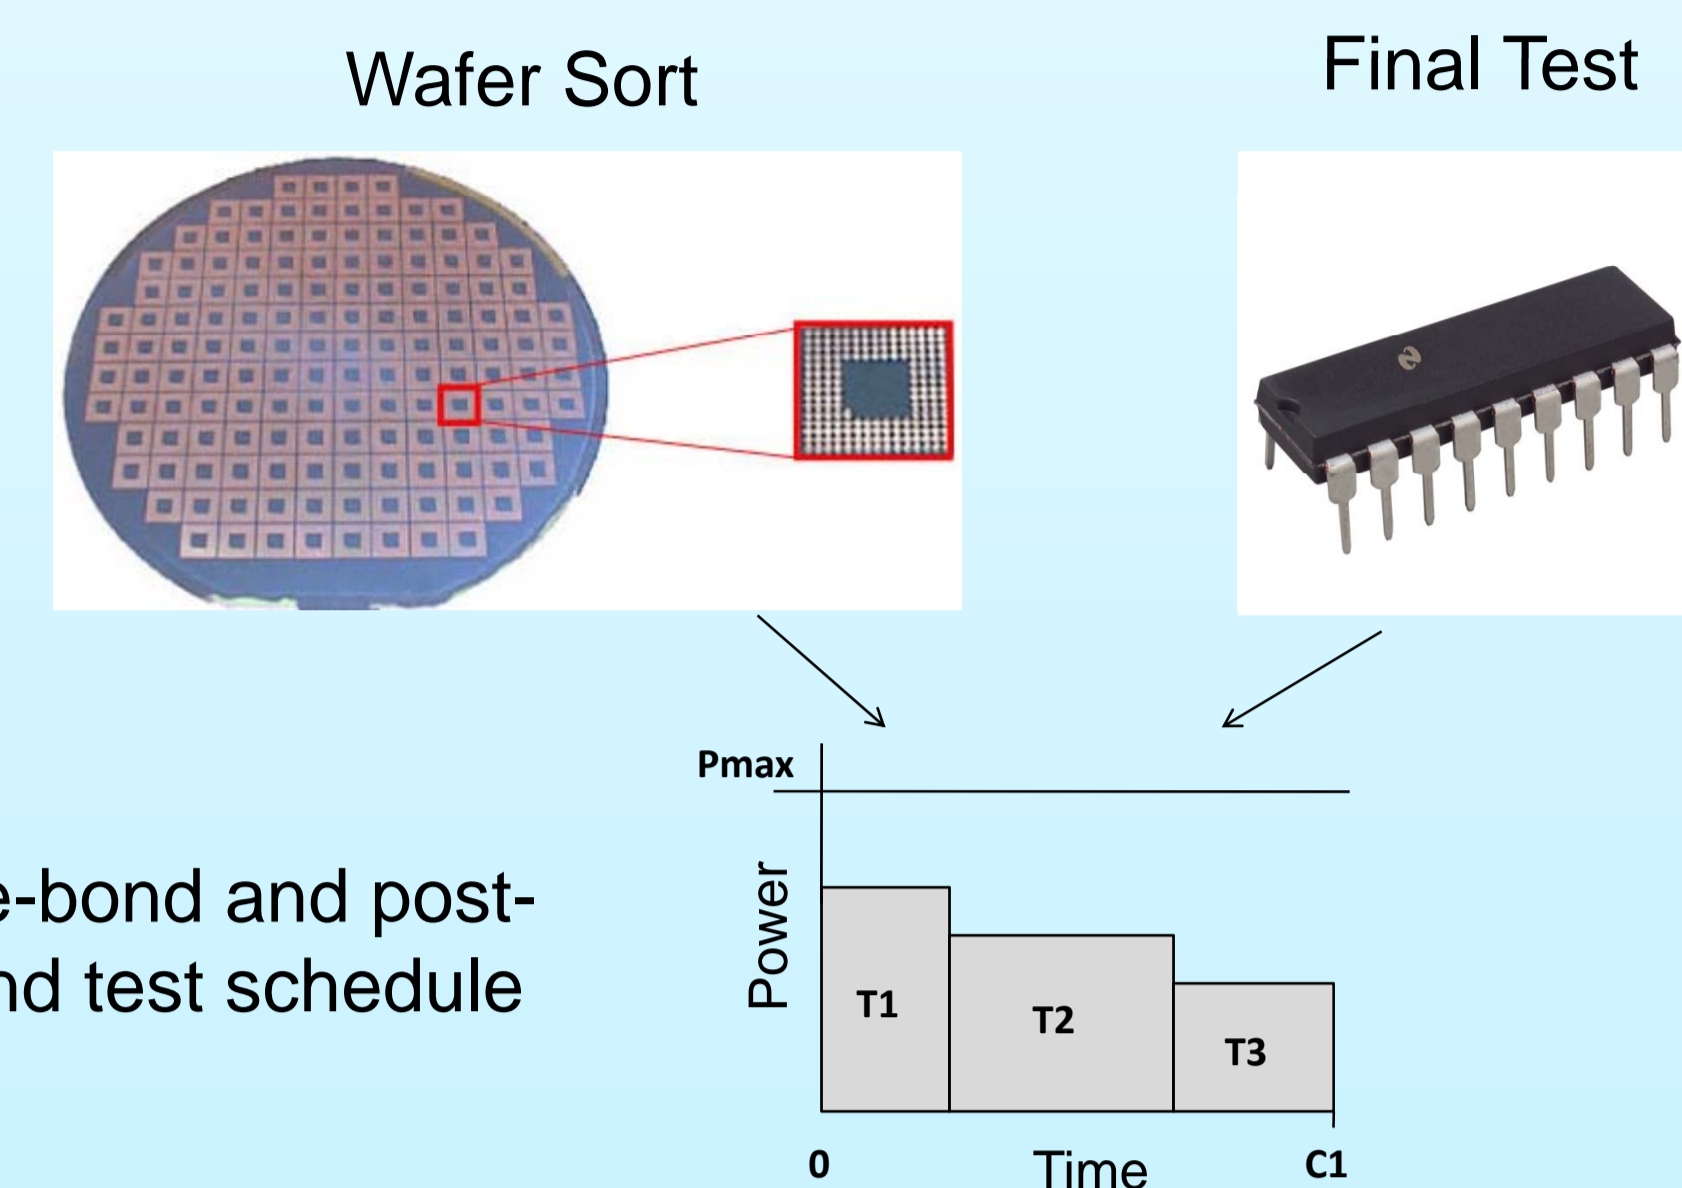 Wafer Sort
Final Test
Pmax
Power
e-bond and post-
nd test schedule
T1
T2
T3
0
Time
C1